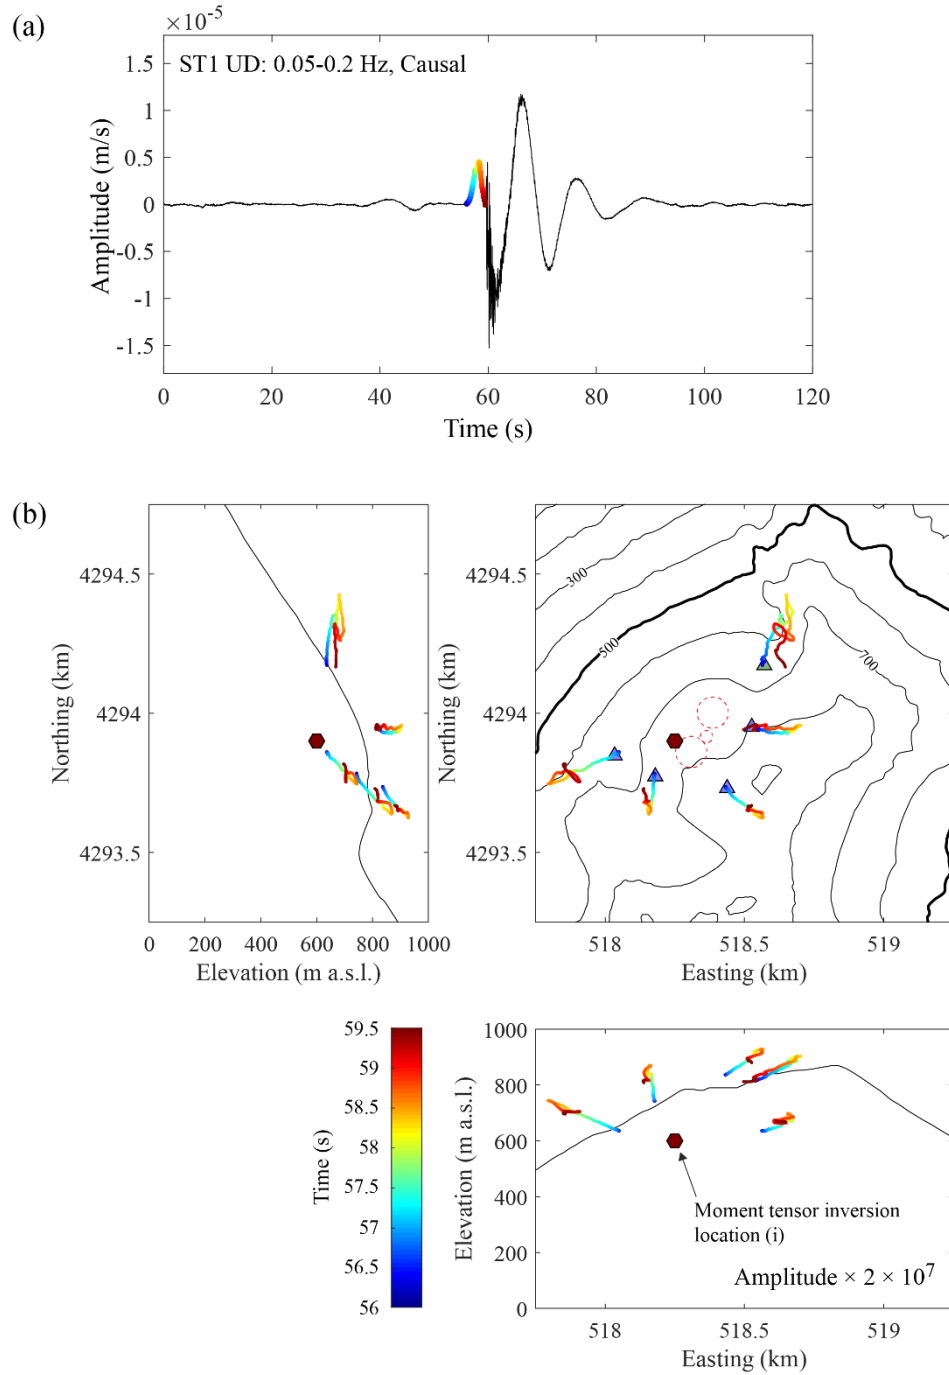 (a)
×10⁻⁵
ST1 UD: 0.05-0.2 Hz, Causal
1.5
1
0.5
0
-0.5
-1
-1.5
Amplitude (m/s)
0 20 40 60 80 100 120
Time (s)
(b)
4294.5
4294
4293.5
Northing (km)
0 200 400 600 800 1000
Elevation (m a.s.l.)
4294.5
4294
4293.5
Northing (km)
300
500
700
518 518.5 519
Easting (km)
59.5
59
58.5
58
57.5
57
56.5
56
Time (s)
1000
800
600
400
200
0
Elevation (m a.s.l.)
Moment tensor inversion
location (i)
Amplitude × 2 × 10⁷
518 518.5 519
Easting (km)